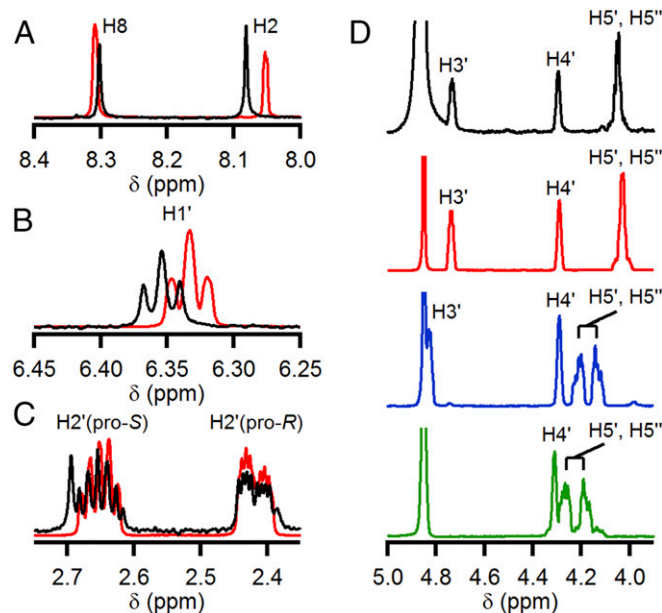 A
H8
H2
8.4 8.3 8.2 8.1 8.0
δ (ppm)
B
H1'
6.45 6.40 6.35 6.30 6.25
δ (ppm)
C
H2'(pro-S) H2'(pro-R)
2.7 2.6 2.5 2.4
δ (ppm)
D
H5', H5''
H3' H4'
H5', H5''
H3' H4'
H3' H4' H5', H5''
H4' H5', H5''
5.0 4.8 4.6 4.4 4.2 4.0
δ (ppm)